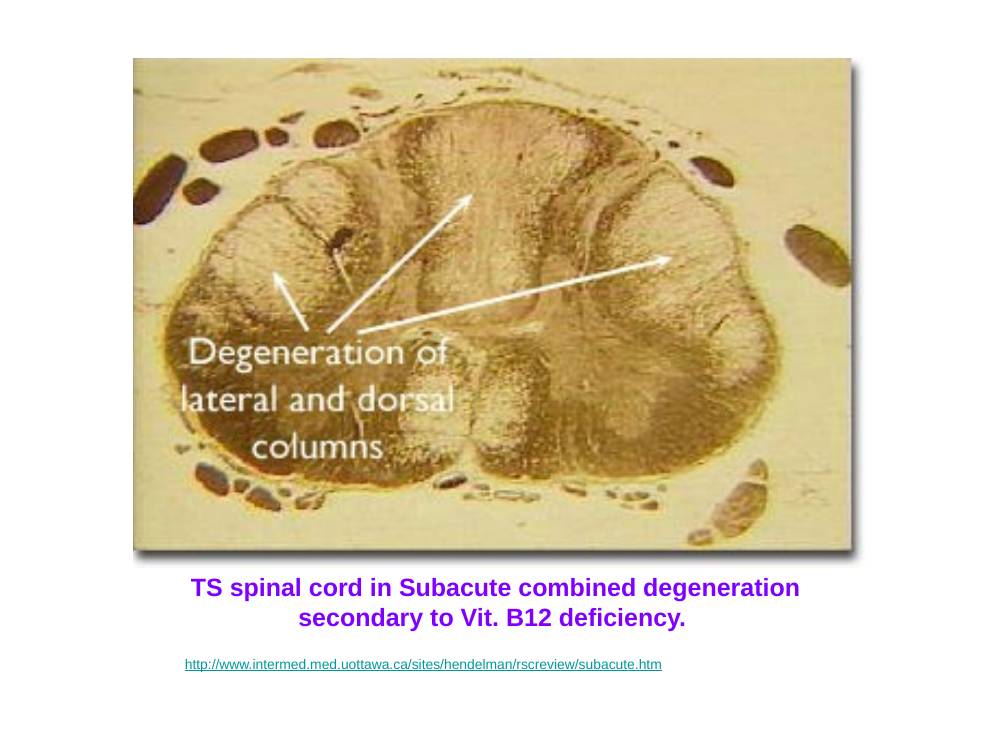 Degeneration of
lateral and dorsal
columns
TS spinal cord in Subacute combined degeneration
secondary to Vit. B12 deficiency.
http://www.intermed.med.uottawa.ca/sites/hendelman/rscreview/subacute.htm